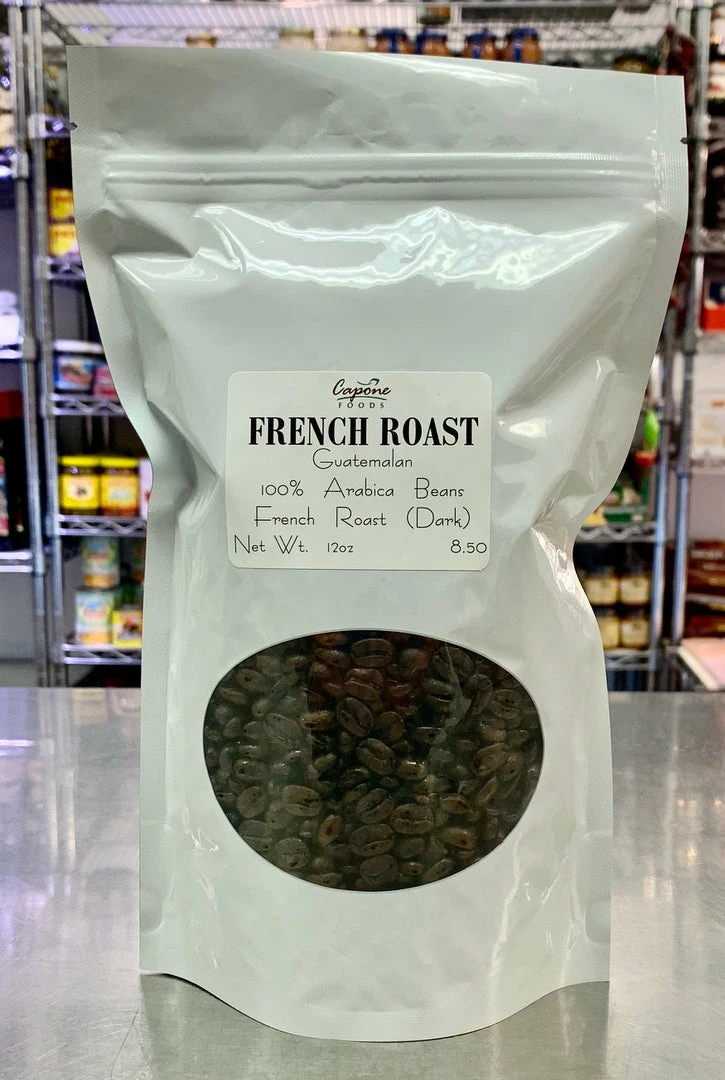 Capone
FOODS
FRENCH ROAST
Guatemalan
100% Arabica Beans
French Roast (Dark)
Net Wt. 12oz 8.50